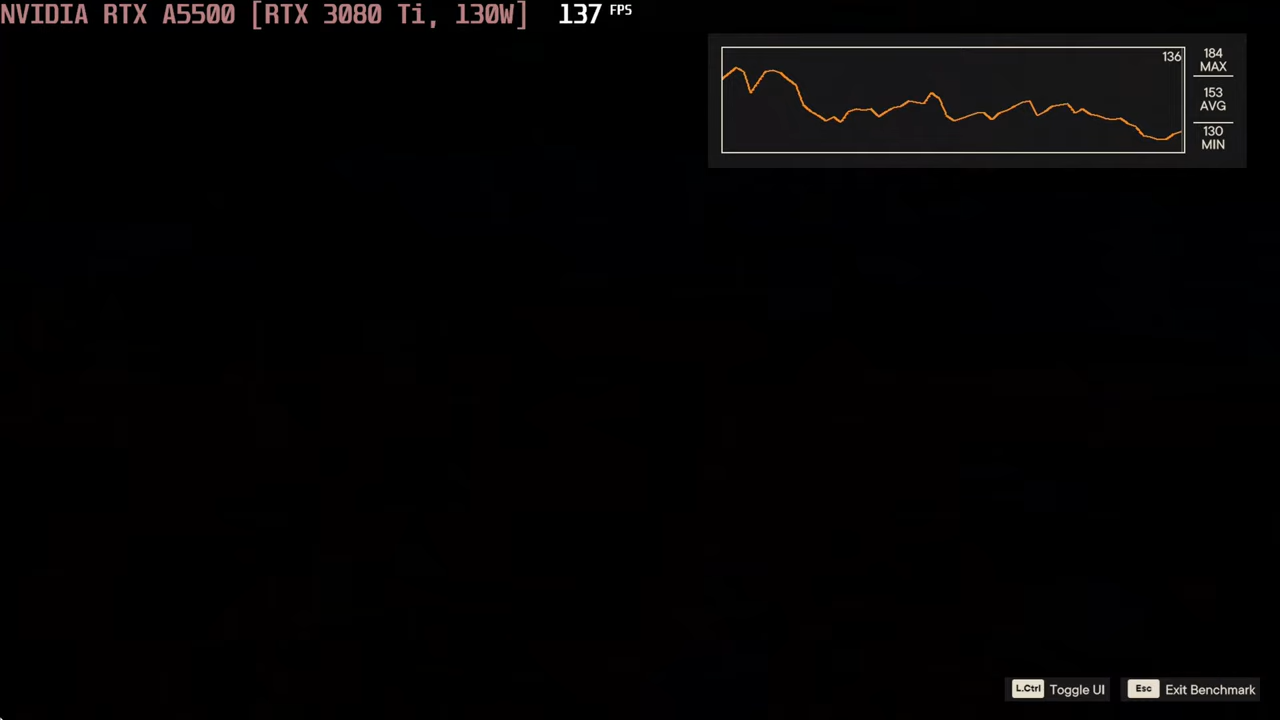 NVIDIA RTX A5500 [RTX 3080 Ti, 130W] 137 FPS
136
184
MAX
153
AVG
130
MIN
L.Ctrl Toggle UI Esc Exit Benchmark